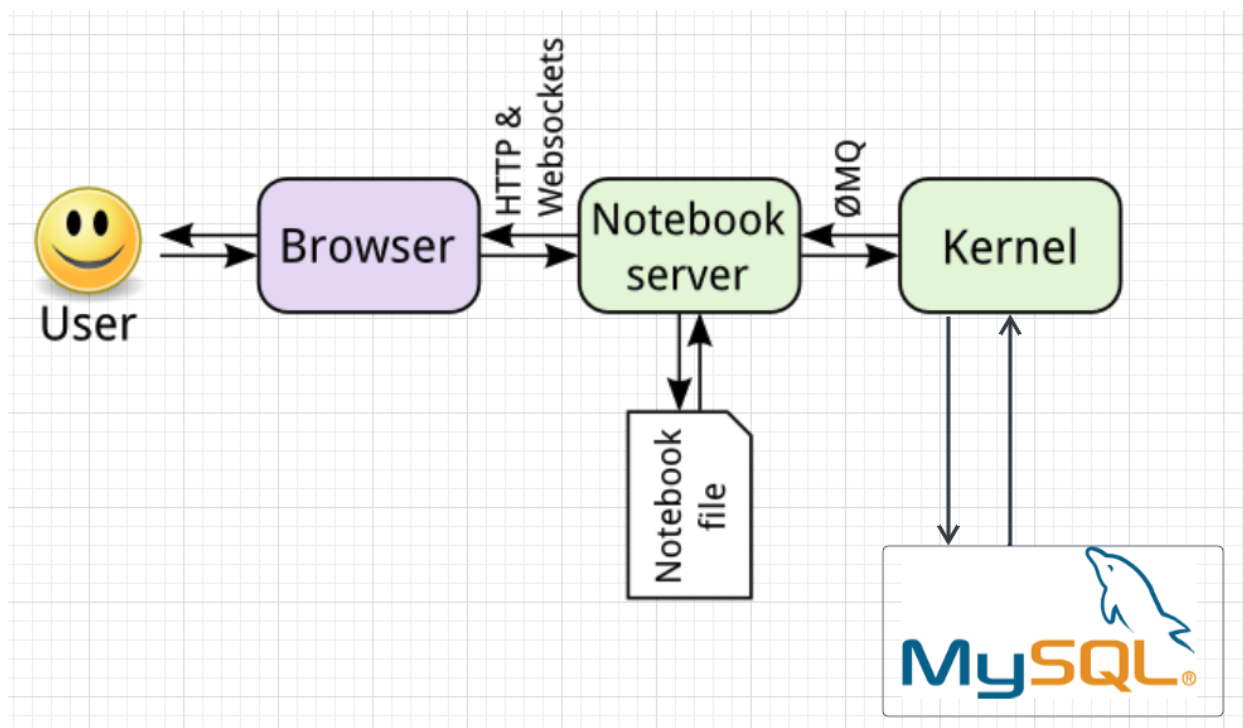 HTTP &
Websockets
ØMQ
Browser
Notebook
server
Kernel
User
Notebook
file
MySQL®